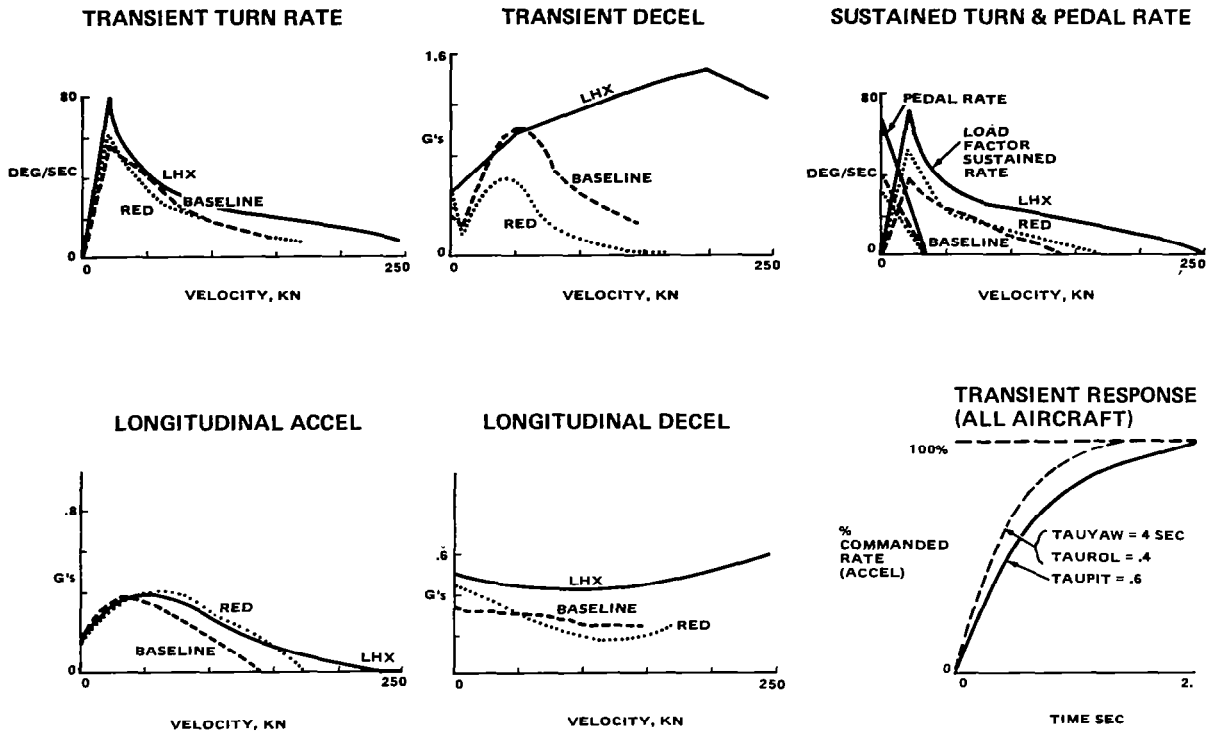 TRANSIENT TURN RATE
80
DEG/SEC
0
LHX
BASELINE
RED
0
250
VELOCITY, KN
TRANSIENT DECEL
1.6
G's
0
LHX
BASELINE
RED
0
250
VELOCITY, KN
SUSTAINED TURN & PEDAL RATE
80
PEDAL RATE
LOAD
FACTOR
SUSTAINED
RATE
DEG/SEC
LHX
RED
BASELINE
0
0
250
VELOCITY, KN
LONGITUDINAL ACCEL
.8
G's
RED
BASELINE
LHX
0
0
250
VELOCITY, KN
LONGITUDINAL DECEL
.6
G's
LHX
BASELINE
RED
0
0
250
VELOCITY, KN
TRANSIENT RESPONSE
(ALL AIRCRAFT)
100%
%
COMMANDED
RATE
(ACCEL)
TAUYAW = 4 SEC
TAUROL = .4
TAUPIT = .6
0
0
2.
TIME SEC